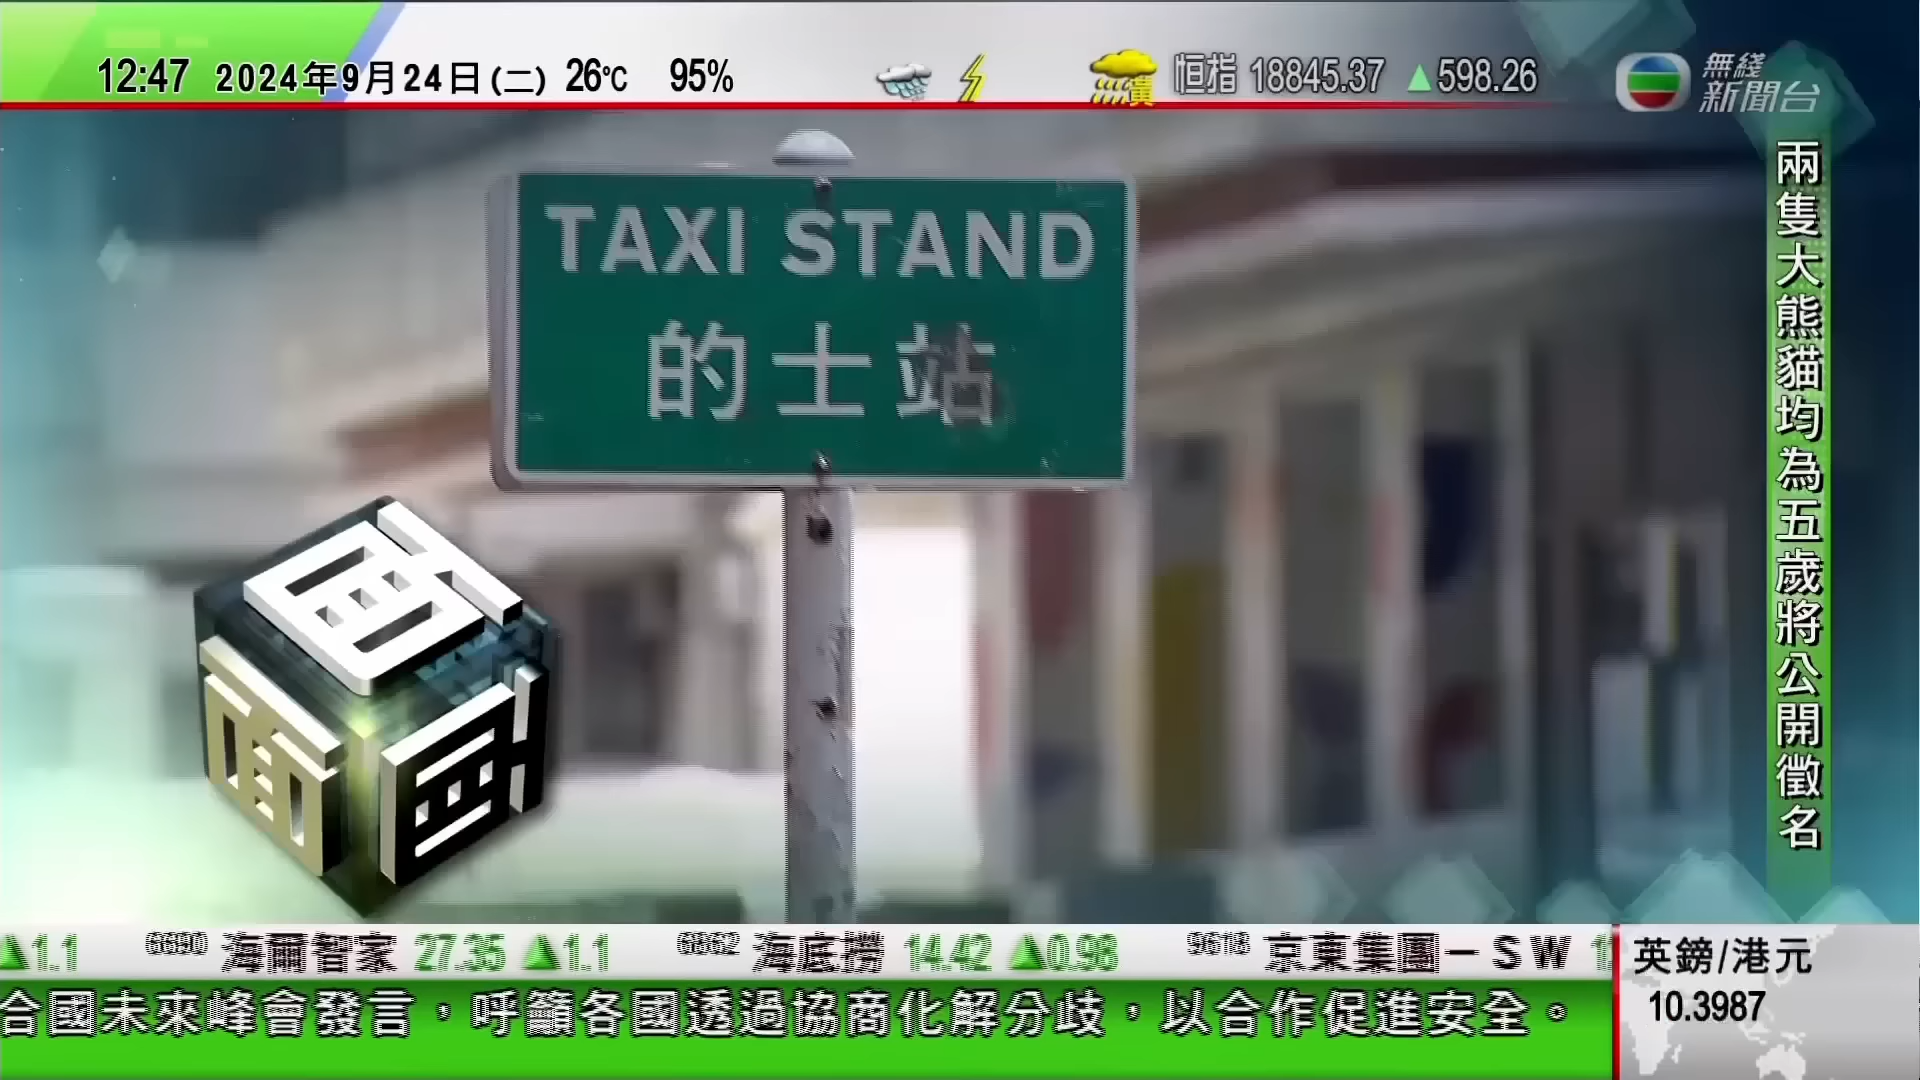 12:47 2024年9月24日(二) 26℃ 95% 廣 恒指 18845.37 ▲598.26
無綫
新聞台
兩隻大熊貓均為五歲將公開徵名
TAXI STAND
的士站
面
面
面
▲1.1 6690 海爾智家 27.35 ▲1.1 6862 海底撈 14.42 ▲0.98 9618 京東集團－SW
英鎊/港元
10.3987
合國未來峰會發言，呼籲各國透過協商化解分歧，以合作促進安全。